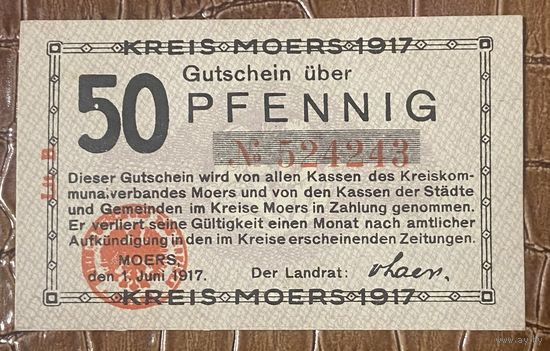 KREIS MOERS 1917
50
Gutschein über
PFENNIG
№ 524243
Lit. B.
Dieser Gutschein wird von allen Kassen des Kreiskom-
munalverbandes Moers und von den Kassen der Städte
und Gemeinden im Kreise Moers in Zahlung genommen.
Er verliert seine Gültigkeit einen Monat nach amtlicher
Aufkündigung in den im Kreise erscheinenden Zeitungen.
MOERS,
den 1. Juni 1917.
Der Landrat:
KREIS MOERS 1917